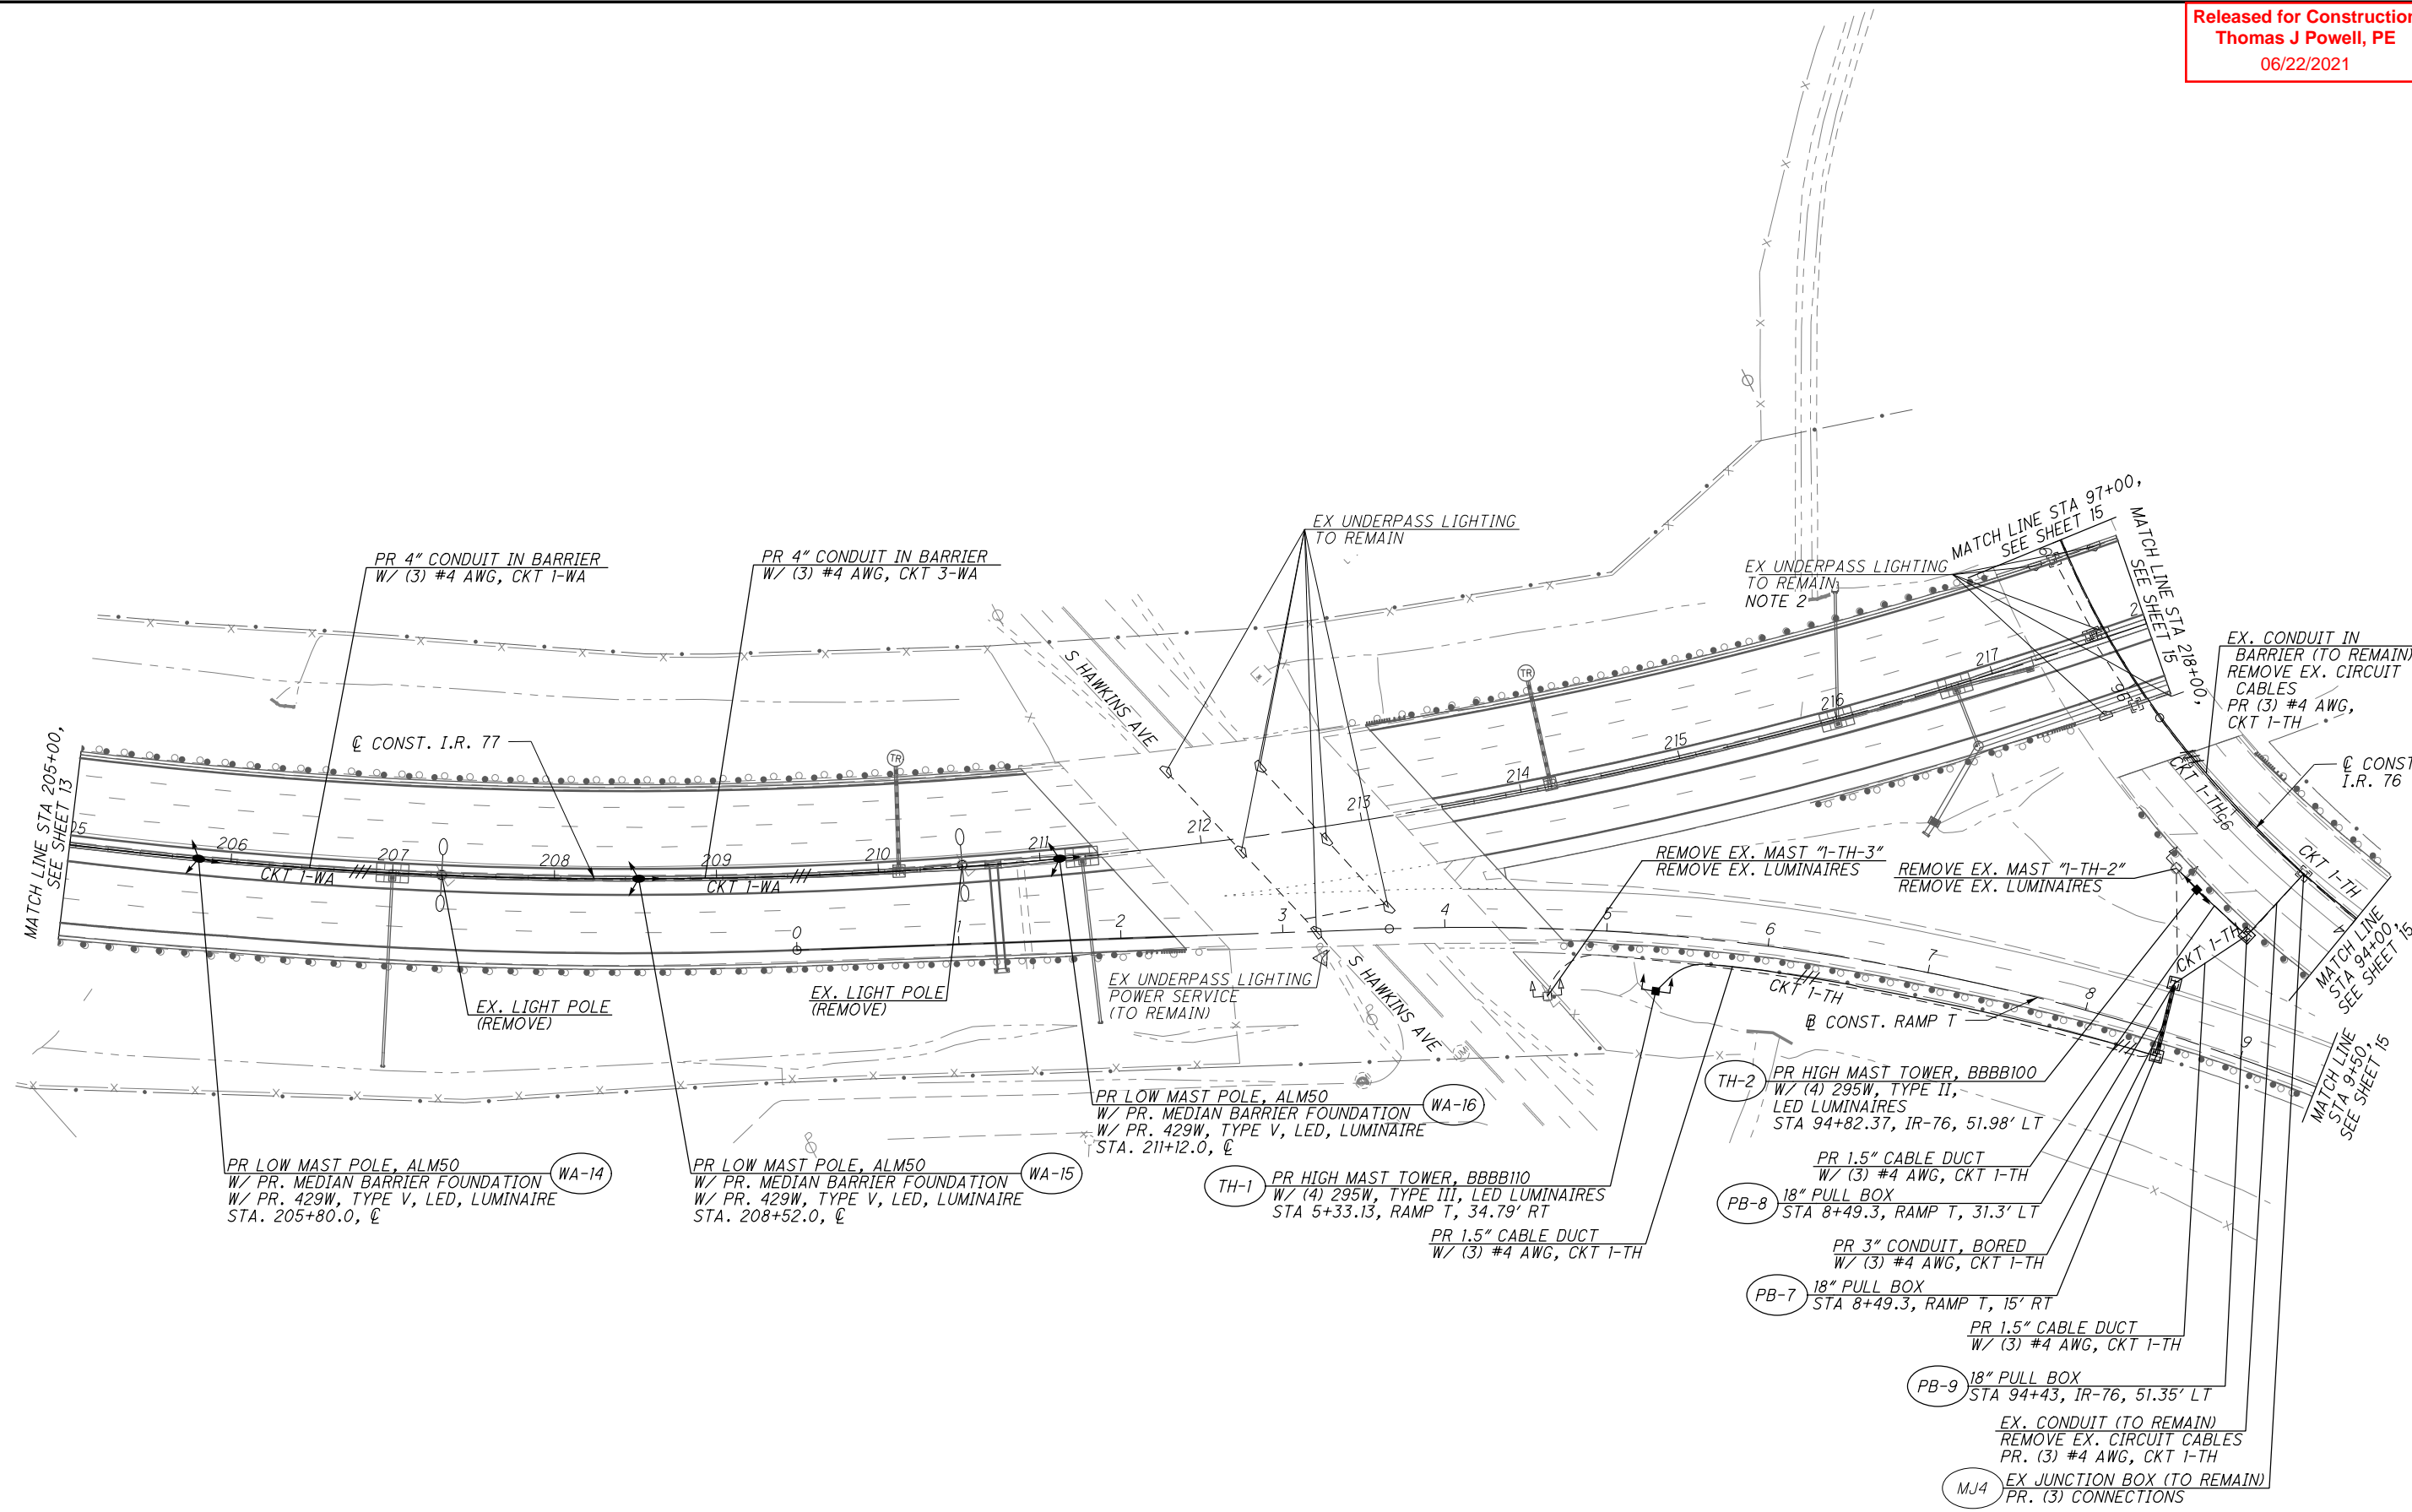 Released for Construction
Thomas J Powell, PE
06/22/2021
EX UNDERPASS LIGHTING
TO REMAIN
PR 4" CONDUIT IN BARRIER
W/ (3) #4 AWG, CKT 1-WA
PR 4" CONDUIT IN BARRIER
W/ (3) #4 AWG, CKT 3-WA
EX UNDERPASS LIGHTING
TO REMAIN
NOTE 2
MATCH LINE STA 97+00,
SEE SHEET 15
MATCH LINE STA 218+00,
SEE SHEET 15
EX. CONDUIT IN
BARRIER (TO REMAIN)
REMOVE EX. CIRCUIT
CABLES
PR (3) #4 AWG,
CKT 1-TH
℄ CONST.
I.R. 76
MATCH LINE STA 205+00,
SEE SHEET 13
℄ CONST. I.R. 77
S HAWKINS AVE
TR
TR
206
207
208
209
210
211
212
213
214
215
216
217
96
95
CKT 1-WA
CKT 1-WA
CKT 1-TH
CKT 1-TH
CKT 1-TH
CKT 1-TH
0
1
2
3
4
5
6
7
8
9
REMOVE EX. MAST "1-TH-3"
REMOVE EX. LUMINAIRES
REMOVE EX. MAST "1-TH-2"
REMOVE EX. LUMINAIRES
MATCH LINE
STA 94+00,
SEE SHEET 15
MATCH LINE
STA 9+50,
SEE SHEET 15
EX. LIGHT POLE
(REMOVE)
EX. LIGHT POLE
(REMOVE)
EX UNDERPASS LIGHTING
POWER SERVICE
(TO REMAIN)
S HAWKINS AVE
B CONST. RAMP T
PR LOW MAST POLE, ALM50
W/ PR. MEDIAN BARRIER FOUNDATION
W/ PR. 429W, TYPE V, LED, LUMINAIRE
STA. 205+80.0, ℄
WA-14
PR LOW MAST POLE, ALM50
W/ PR. MEDIAN BARRIER FOUNDATION
W/ PR. 429W, TYPE V, LED, LUMINAIRE
STA. 208+52.0, ℄
WA-15
PR LOW MAST POLE, ALM50
W/ PR. MEDIAN BARRIER FOUNDATION
W/ PR. 429W, TYPE V, LED, LUMINAIRE
STA. 211+12.0, ℄
WA-16
TH-1
PR HIGH MAST TOWER, BBBB110
W/ (4) 295W, TYPE III, LED LUMINAIRES
STA 5+33.13, RAMP T, 34.79' RT
PR 1.5" CABLE DUCT
W/ (3) #4 AWG, CKT 1-TH
TH-2
PR HIGH MAST TOWER, BBBB100
W/ (4) 295W, TYPE II,
LED LUMINAIRES
STA 94+82.37, IR-76, 51.98' LT
PR 1.5" CABLE DUCT
W/ (3) #4 AWG, CKT 1-TH
PB-8
18" PULL BOX
STA 8+49.3, RAMP T, 31.3' LT
PR 3" CONDUIT, BORED
W/ (3) #4 AWG, CKT 1-TH
PB-7
18" PULL BOX
STA 8+49.3, RAMP T, 15' RT
PR 1.5" CABLE DUCT
W/ (3) #4 AWG, CKT 1-TH
PB-9
18" PULL BOX
STA 94+43, IR-76, 51.35' LT
EX. CONDUIT (TO REMAIN)
REMOVE EX. CIRCUIT CABLES
PR. (3) #4 AWG, CKT 1-TH
MJ4
EX JUNCTION BOX (TO REMAIN)
PR. (3) CONNECTIONS